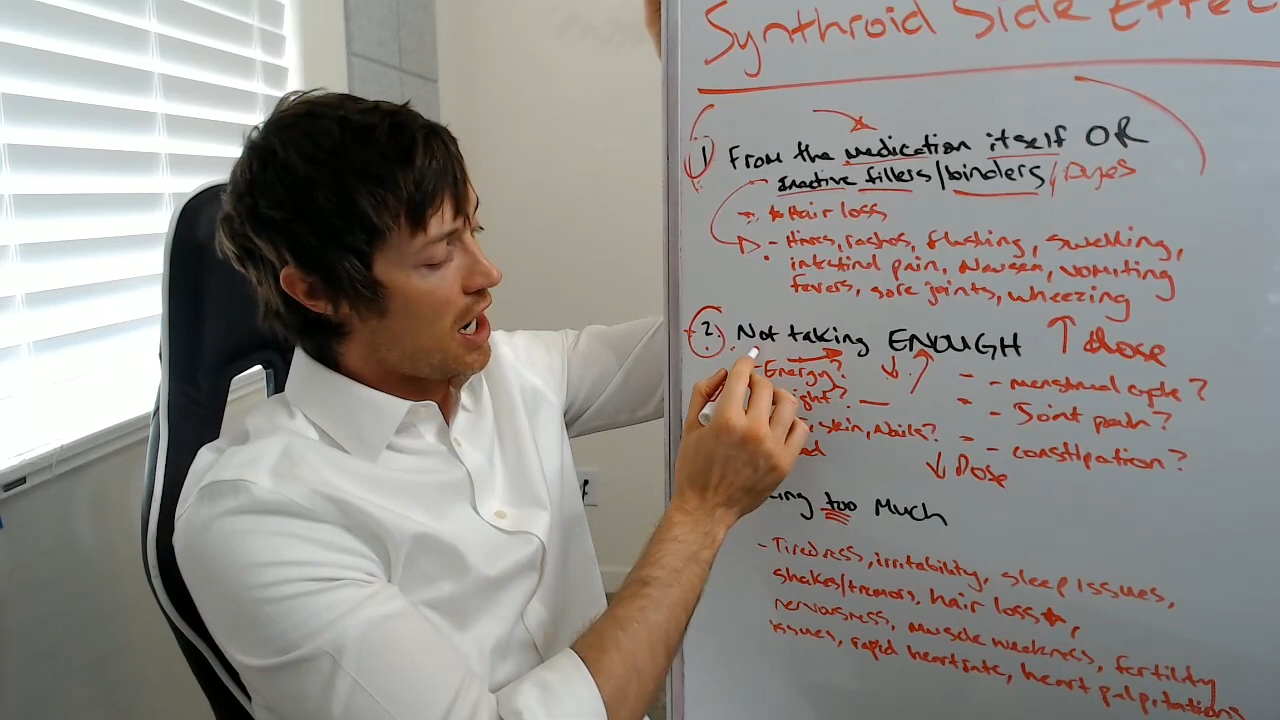 Synthroid Side Effec
1 From the medication itself OR
inactive fillers/binders/Dyes
- Hair loss
- Hives, rashes, flushing, swelling,
intestinal pain, Nausea, vomiting
fevers, sore joints, wheezing
2. Not taking ENOUGH ↑ dose
- Energy? ↓ ↑
ight? —
, skin, Nails?
- menstrual cycle?
- Joint pain?
- constipation?
↓ Dose
king too Much
- Tiredness, irritability, sleep issues,
shakes/tremors, hair loss,
nervousness, muscle weakness, fertility
issues, rapid heartrate, heart palpitations